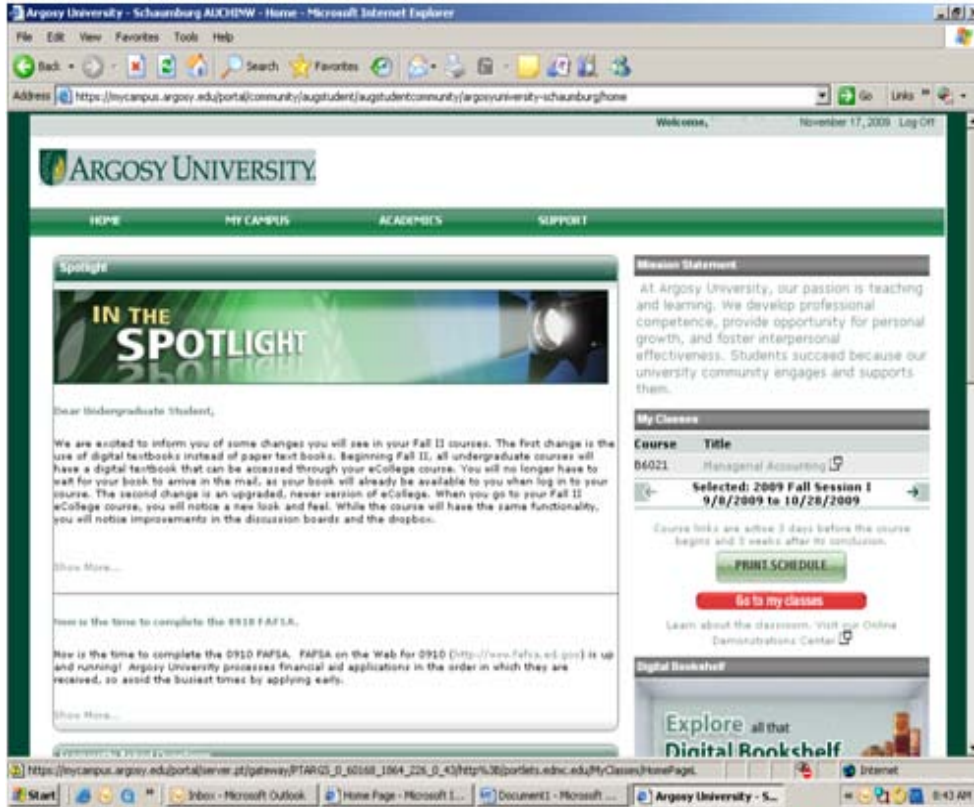 Argosy University - Schaumburg AUCHIMW - Home - Microsoft Internet Explorer
File Edit View Favorites Tools Help
Back Search Favorites
Address https://mycampus.argosy.edu/portal/community/augstudent/augstudentcommunity/argosyuniversity-schaumburg/home Go Links
Welcome, November 17, 2009 Log Off
ARGOSY UNIVERSITY
HOME MY CAMPUS ACADEMICS SUPPORT
Spotlight
IN THE
SPOTLIGHT
Dear Undergraduate Student,
We are excited to inform you of some changes you will see in your Fall II courses. The first change is the
use of digital textbooks instead of paper text books. Beginning Fall II, all undergraduate courses will
have a digital textbook that can be accessed through your eCollege course. You will no longer have to
wait for your book to arrive in the mail, as your book will already be available to you when log in to your
course. The second change is an upgraded, newer version of eCollege. When you go to your Fall II
eCollege course, you will notice a new look and feel. While the course will have the same functionality,
you will notice improvements in the discussion boards and the dropbox.
Show More...
Now is the time to complete the 0910 FAFSA.
Now is the time to complete the 0910 FAFSA. FAFSA on the Web for 0910 (http://www.fafsa.ed.gov) is up
and running! Argosy University processes financial aid applications in the order in which they are
received, so avoid the busiest times by applying early.
Show More...
Frequently Asked Questions
Mission Statement
At Argosy University, our passion is teaching
and learning. We develop professional
competence, provide opportunity for personal
growth, and foster interpersonal
effectiveness. Students succeed because our
university community engages and supports
them.
My Classes
Course Title
B6021 Managerial Accounting
Selected: 2009 Fall Session I
9/8/2009 to 10/28/2009
Course links are active 3 days before the course
begins and 3 weeks after its conclusion.
PRINT SCHEDULE
Go to my classes
Learn about the classroom. Visit our Online
Demonstrations Center
Digital Bookshelf
Explore all that
Digital Bookshelf
Internet
Start Inbox - Microsoft Outlook Home Page - Microsoft I... Document1 - Microsoft ... Argosy University - S... 8:43 AM